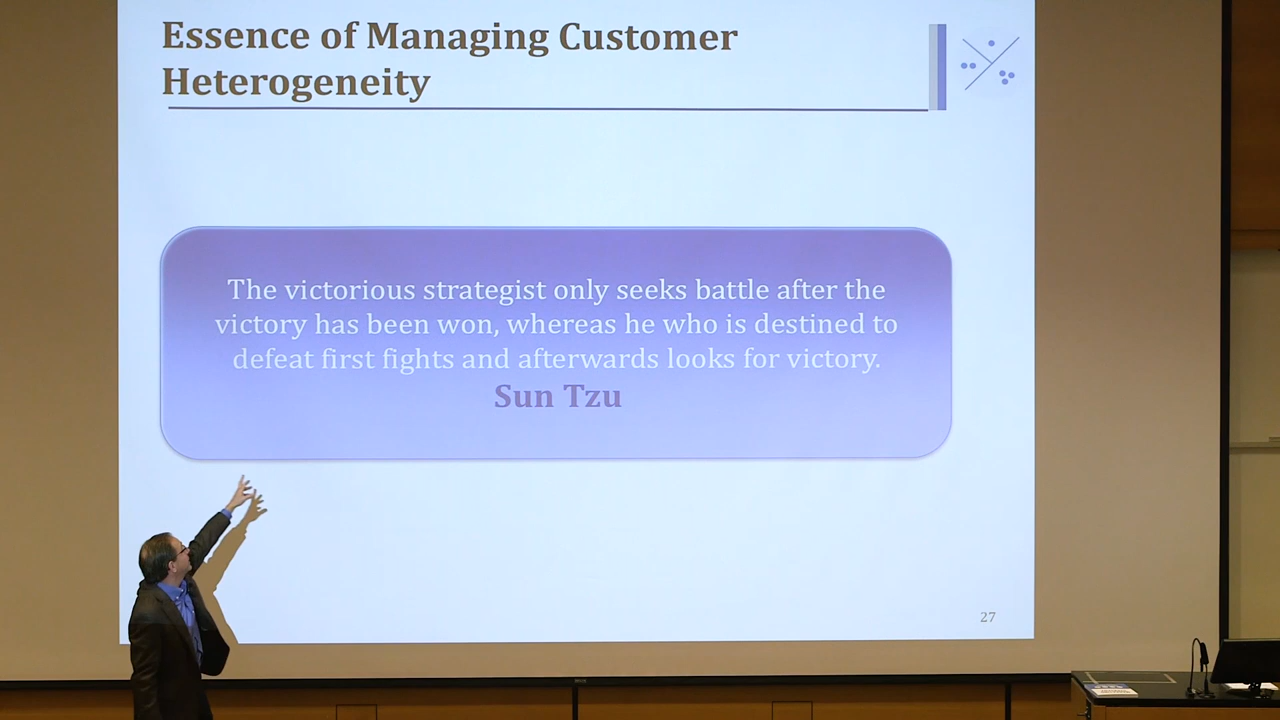 Essence of Managing Customer
Heterogeneity
The victorious strategist only seeks battle after the
victory has been won, whereas he who is destined to
defeat first fights and afterwards looks for victory.
Sun Tzu
27